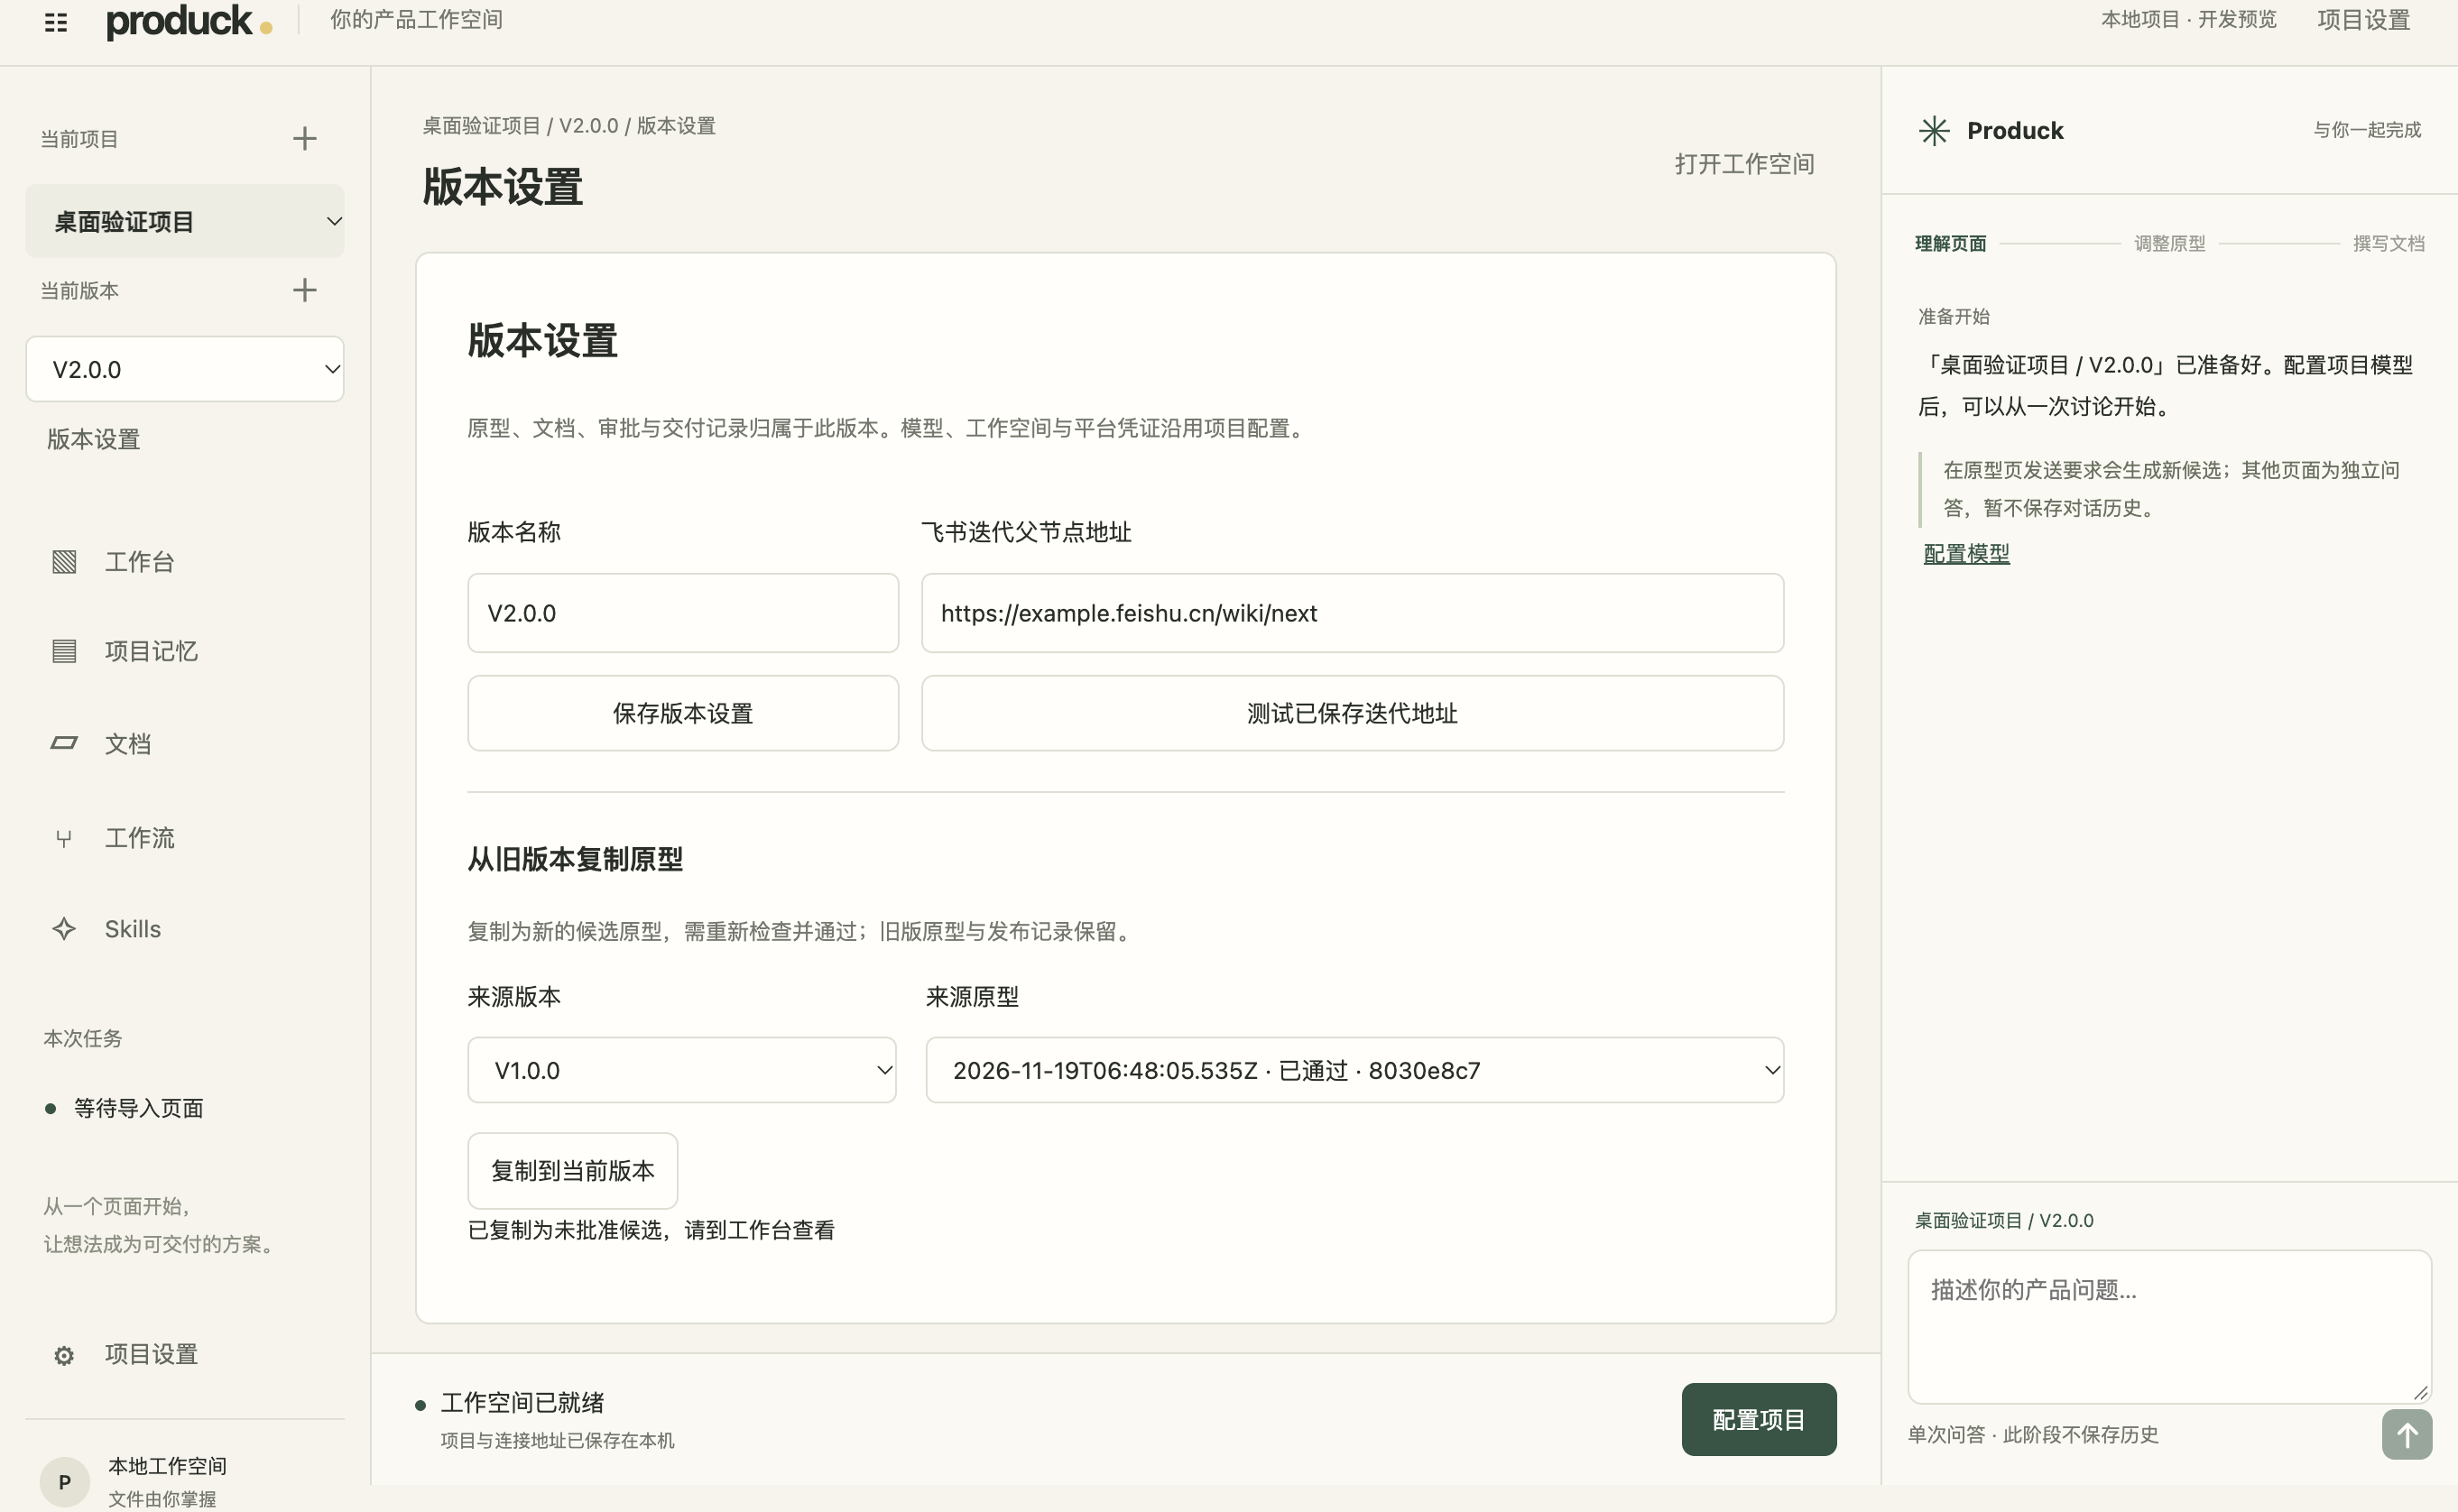 produck
你的产品工作空间
本地项目 · 开发预览
项目设置
当前项目
桌面验证项目
当前版本
V2.0.0
版本设置
工作台
项目记忆
文档
工作流
Skills
本次任务
等待导入页面
从一个页面开始，
让想法成为可交付的方案。
项目设置
P
本地工作空间
文件由你掌握
桌面验证项目 / V2.0.0 / 版本设置
版本设置
打开工作空间
版本设置
原型、文档、审批与交付记录归属于此版本。模型、工作空间与平台凭证沿用项目配置。
版本名称
飞书迭代父节点地址
V2.0.0
https://example.feishu.cn/wiki/next
保存版本设置
测试已保存迭代地址
从旧版本复制原型
复制为新的候选原型，需重新检查并通过；旧版原型与发布记录保留。
来源版本
来源原型
V1.0.0
2026-11-19T06:48:05.535Z · 已通过 · 8030e8c7
复制到当前版本
已复制为未批准候选，请到工作台查看
工作空间已就绪
项目与连接地址已保存在本机
配置项目
Produck
与你一起完成
理解页面
调整原型
撰写文档
准备开始
「桌面验证项目 / V2.0.0」已准备好。配置项目模型
后，可以从一次讨论开始。
在原型页发送要求会生成新候选；其他页面为独立问
答，暂不保存对话历史。
配置模型
桌面验证项目 / V2.0.0
描述你的产品问题...
单次问答 · 此阶段不保存历史